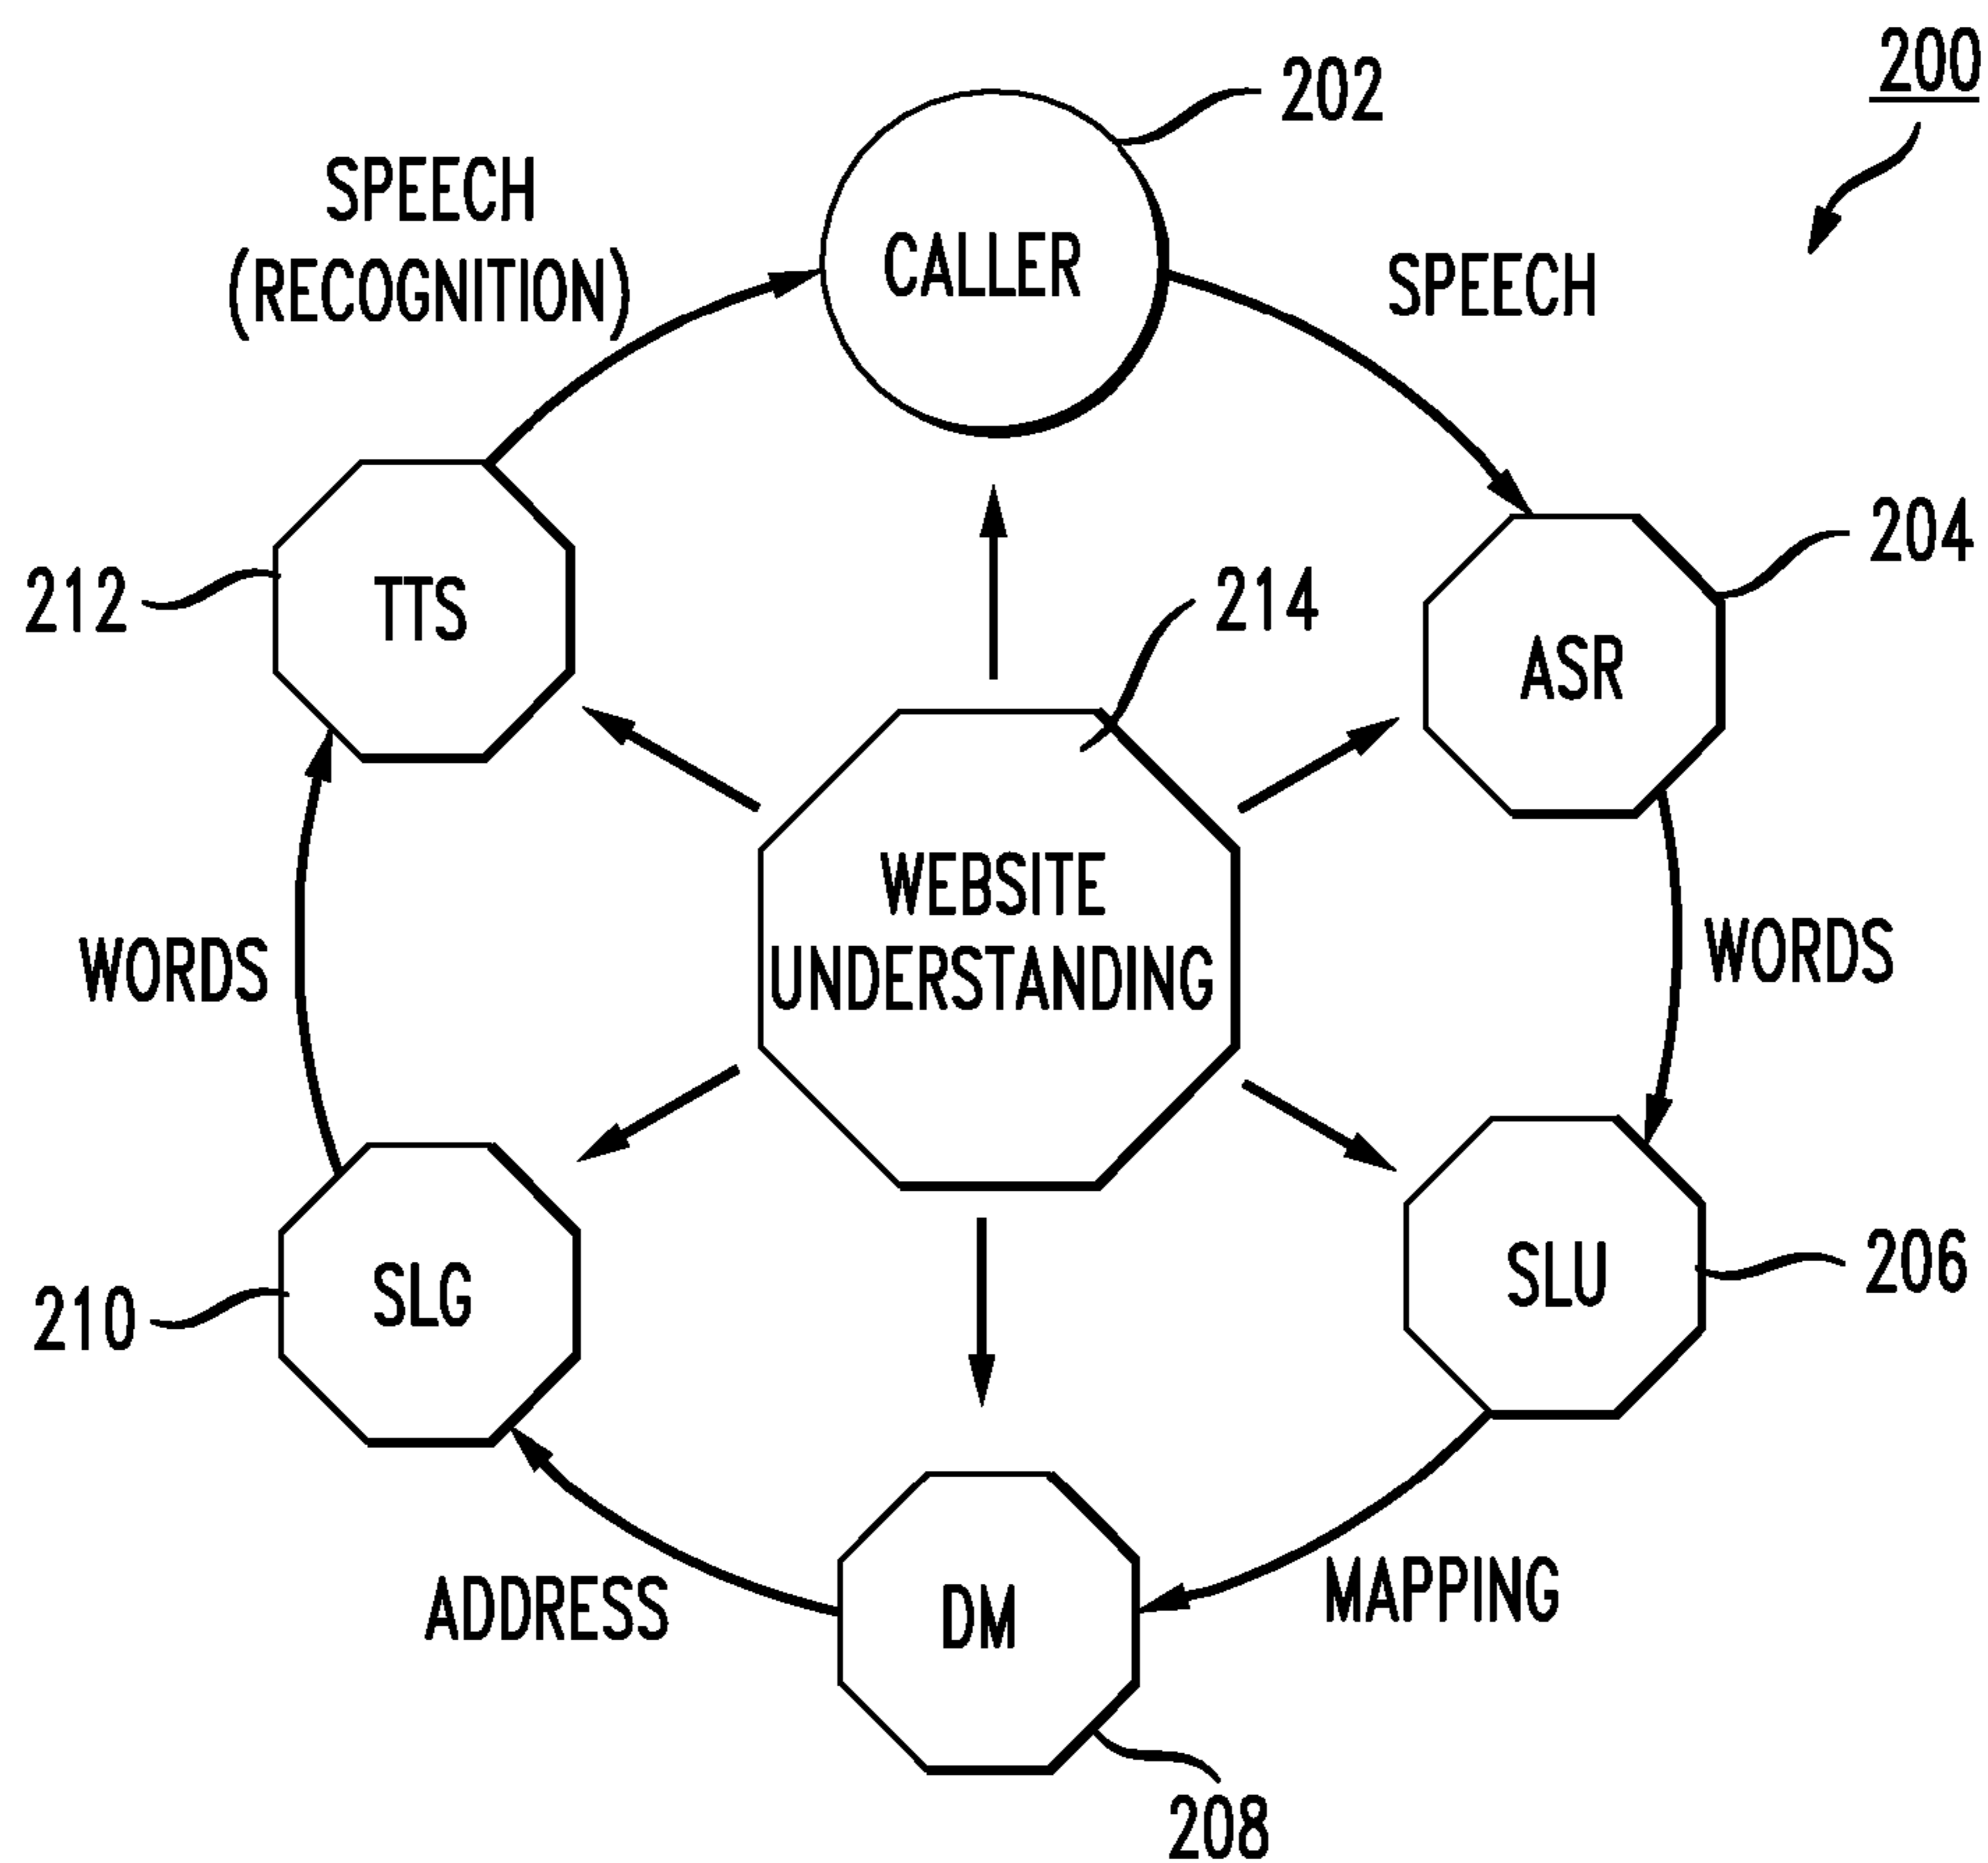 200
202
SPEECH
(RECOGNITION)
CALLER
SPEECH
204
212
TTS
214
ASR
WEBSITE
UNDERSTANDING
WORDS
WORDS
206
SLU
210
SLG
ADDRESS
DM
MAPPING
208